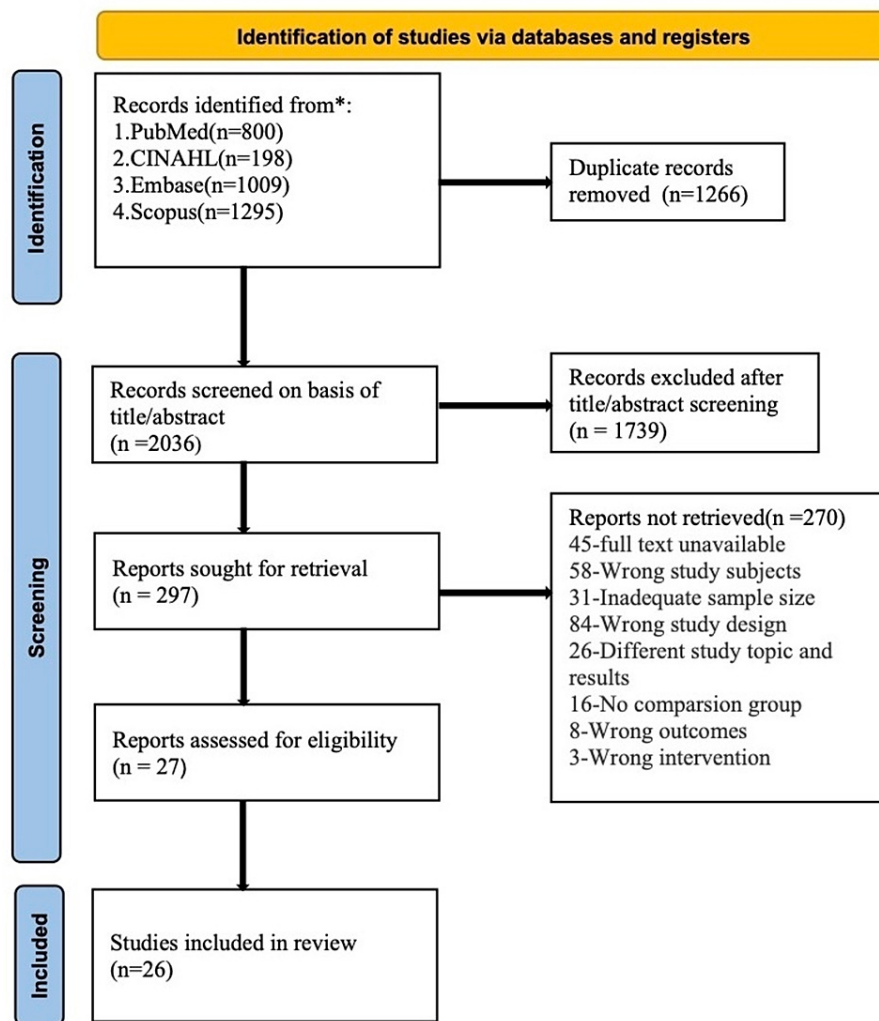 Identification of studies via databases and registers
Identification
Records identified from*:
1.PubMed(n=800)
2.CINAHL(n=198)
3.Embase(n=1009)
4.Scopus(n=1295)
Duplicate records
removed (n=1266)
Screening
Records screened on basis of
title/abstract
(n =2036)
Records excluded after
title/abstract screening
(n = 1739)
Reports sought for retrieval
(n = 297)
Reports not retrieved(n =270)
45-full text unavailable
58-Wrong study subjects
31-Inadequate sample size
84-Wrong study design
26-Different study topic and
results
16-No comparsion group
8-Wrong outcomes
3-Wrong intervention
Reports assessed for eligibility
(n = 27)
Included
Studies included in review
(n=26)